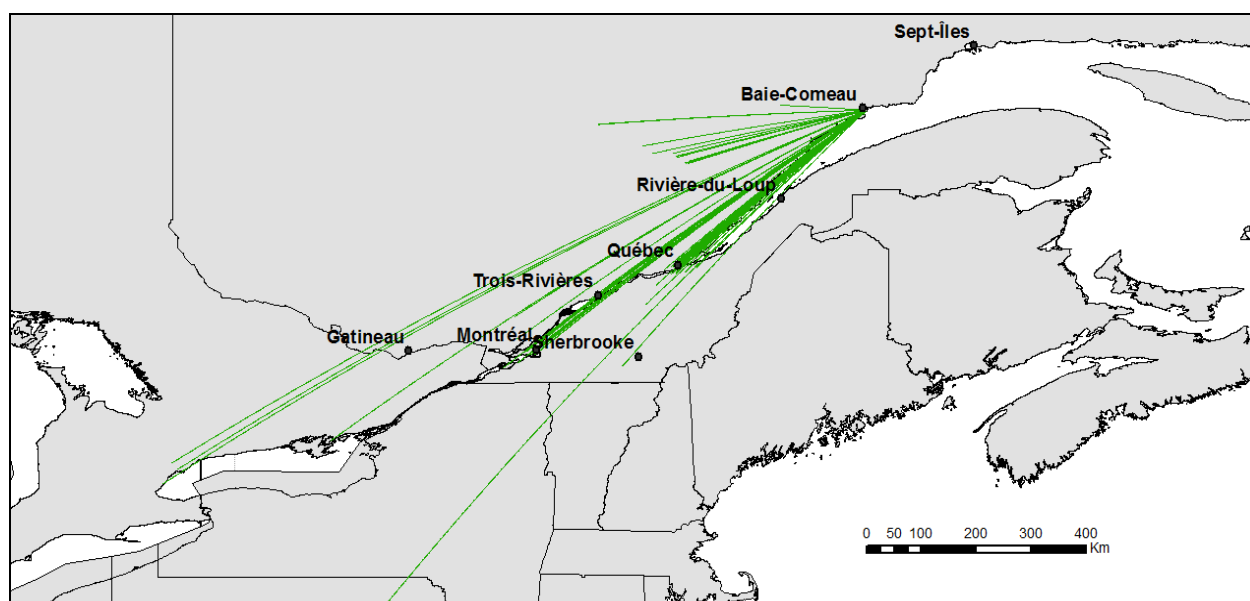 Sept-Îles
Baie-Comeau
Rivière-du-Loup
Québec
Trois-Rivières
Gatineau
Montréal
Sherbrooke
0 50 100 200 300 400
Km